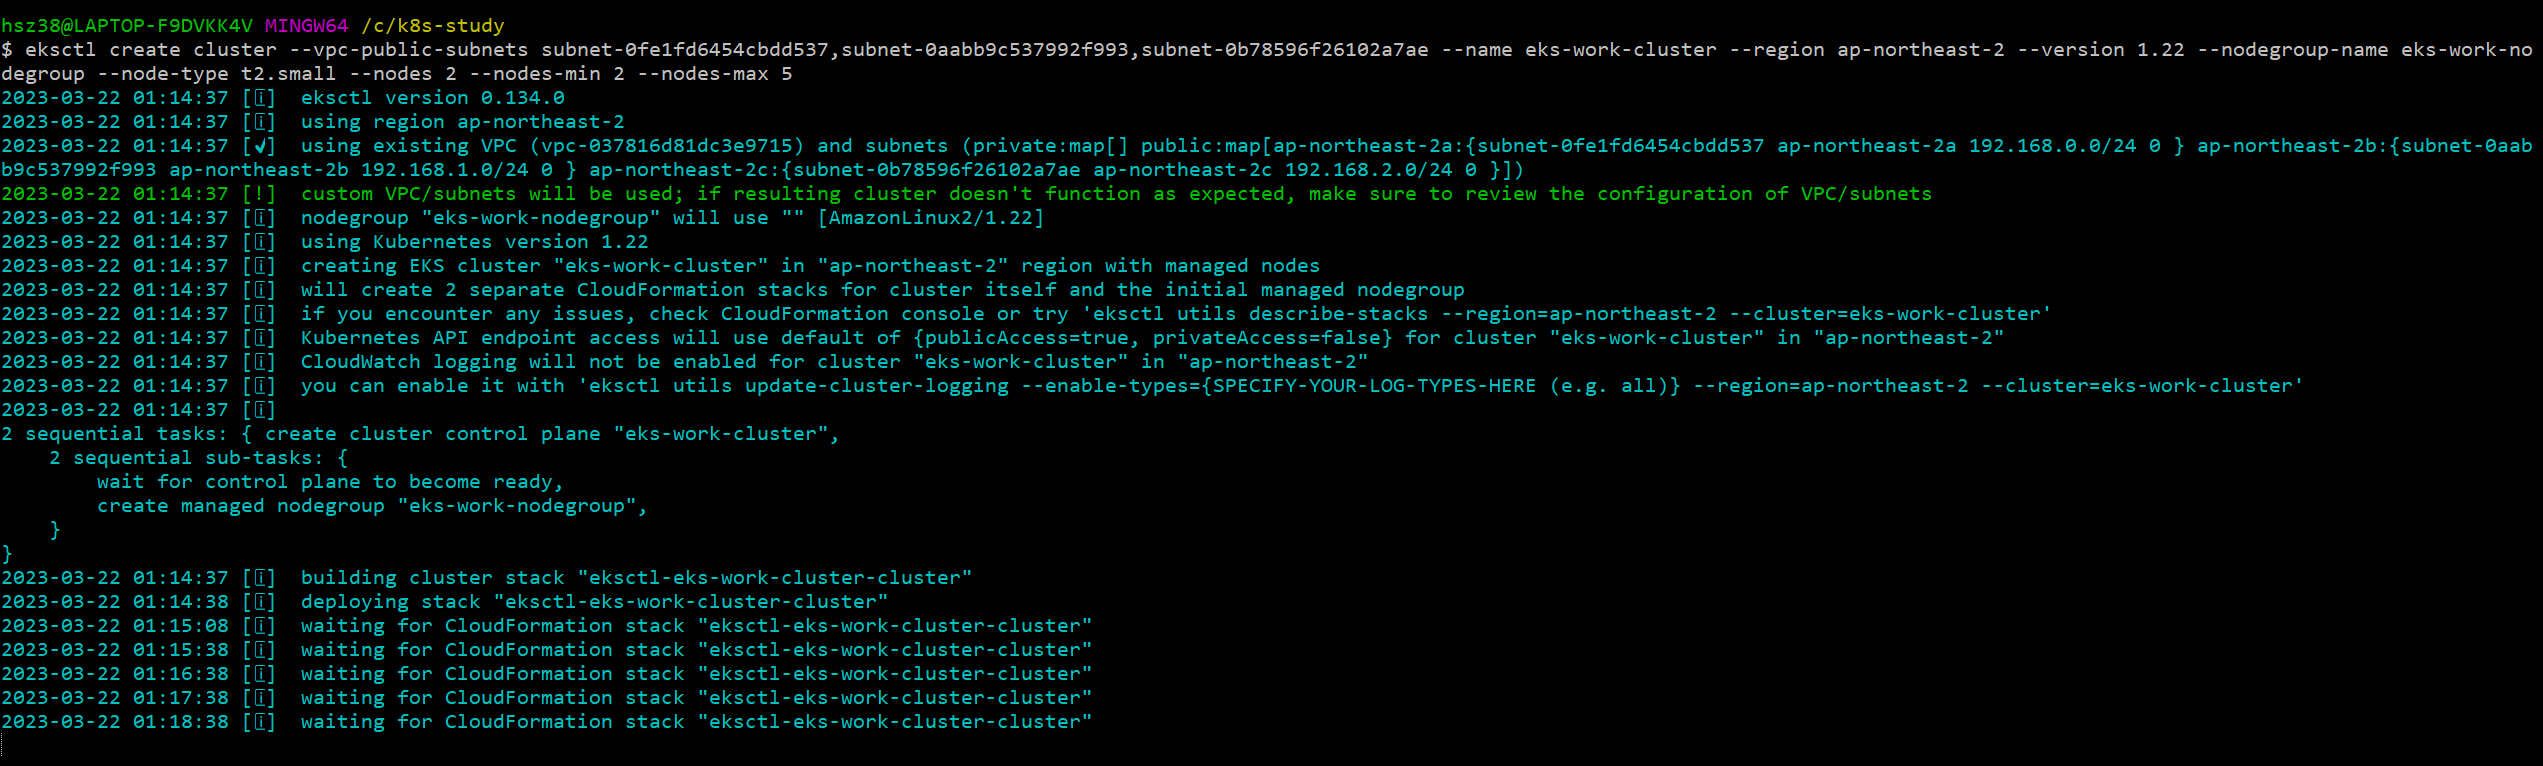 hsz38@LAPTOP-F9DVKK4V MINGW64 /c/k8s-study
$ eksctl create cluster --vpc-public-subnets subnet-0fe1fd6454cbdd537,subnet-0aabb9c537992f993,subnet-0b78596f26102a7ae --name eks-work-cluster --region ap-northeast-2 --version 1.22 --nodegroup-name eks-work-no
degroup --node-type t2.small --nodes 2 --nodes-min 2 --nodes-max 5
2023-03-22 01:14:37 [i]  eksctl version 0.134.0
2023-03-22 01:14:37 [i]  using region ap-northeast-2
2023-03-22 01:14:37 [✓]  using existing VPC (vpc-037816d81dc3e9715) and subnets (private:map[] public:map[ap-northeast-2a:{subnet-0fe1fd6454cbdd537 ap-northeast-2a 192.168.0.0/24 0 } ap-northeast-2b:{subnet-0aab
b9c537992f993 ap-northeast-2b 192.168.1.0/24 0 } ap-northeast-2c:{subnet-0b78596f26102a7ae ap-northeast-2c 192.168.2.0/24 0 }])
2023-03-22 01:14:37 [!]  custom VPC/subnets will be used; if resulting cluster doesn't function as expected, make sure to review the configuration of VPC/subnets
2023-03-22 01:14:37 [i]  nodegroup "eks-work-nodegroup" will use "" [AmazonLinux2/1.22]
2023-03-22 01:14:37 [i]  using Kubernetes version 1.22
2023-03-22 01:14:37 [i]  creating EKS cluster "eks-work-cluster" in "ap-northeast-2" region with managed nodes
2023-03-22 01:14:37 [i]  will create 2 separate CloudFormation stacks for cluster itself and the initial managed nodegroup
2023-03-22 01:14:37 [i]  if you encounter any issues, check CloudFormation console or try 'eksctl utils describe-stacks --region=ap-northeast-2 --cluster=eks-work-cluster'
2023-03-22 01:14:37 [i]  Kubernetes API endpoint access will use default of {publicAccess=true, privateAccess=false} for cluster "eks-work-cluster" in "ap-northeast-2"
2023-03-22 01:14:37 [i]  CloudWatch logging will not be enabled for cluster "eks-work-cluster" in "ap-northeast-2"
2023-03-22 01:14:37 [i]  you can enable it with 'eksctl utils update-cluster-logging --enable-types={SPECIFY-YOUR-LOG-TYPES-HERE (e.g. all)} --region=ap-northeast-2 --cluster=eks-work-cluster'
2023-03-22 01:14:37 [i]
2 sequential tasks: { create cluster control plane "eks-work-cluster",
    2 sequential sub-tasks: {
        wait for control plane to become ready,
        create managed nodegroup "eks-work-nodegroup",
    }
}
2023-03-22 01:14:37 [i]  building cluster stack "eksctl-eks-work-cluster-cluster"
2023-03-22 01:14:38 [i]  deploying stack "eksctl-eks-work-cluster-cluster"
2023-03-22 01:15:08 [i]  waiting for CloudFormation stack "eksctl-eks-work-cluster-cluster"
2023-03-22 01:15:38 [i]  waiting for CloudFormation stack "eksctl-eks-work-cluster-cluster"
2023-03-22 01:16:38 [i]  waiting for CloudFormation stack "eksctl-eks-work-cluster-cluster"
2023-03-22 01:17:38 [i]  waiting for CloudFormation stack "eksctl-eks-work-cluster-cluster"
2023-03-22 01:18:38 [i]  waiting for CloudFormation stack "eksctl-eks-work-cluster-cluster"